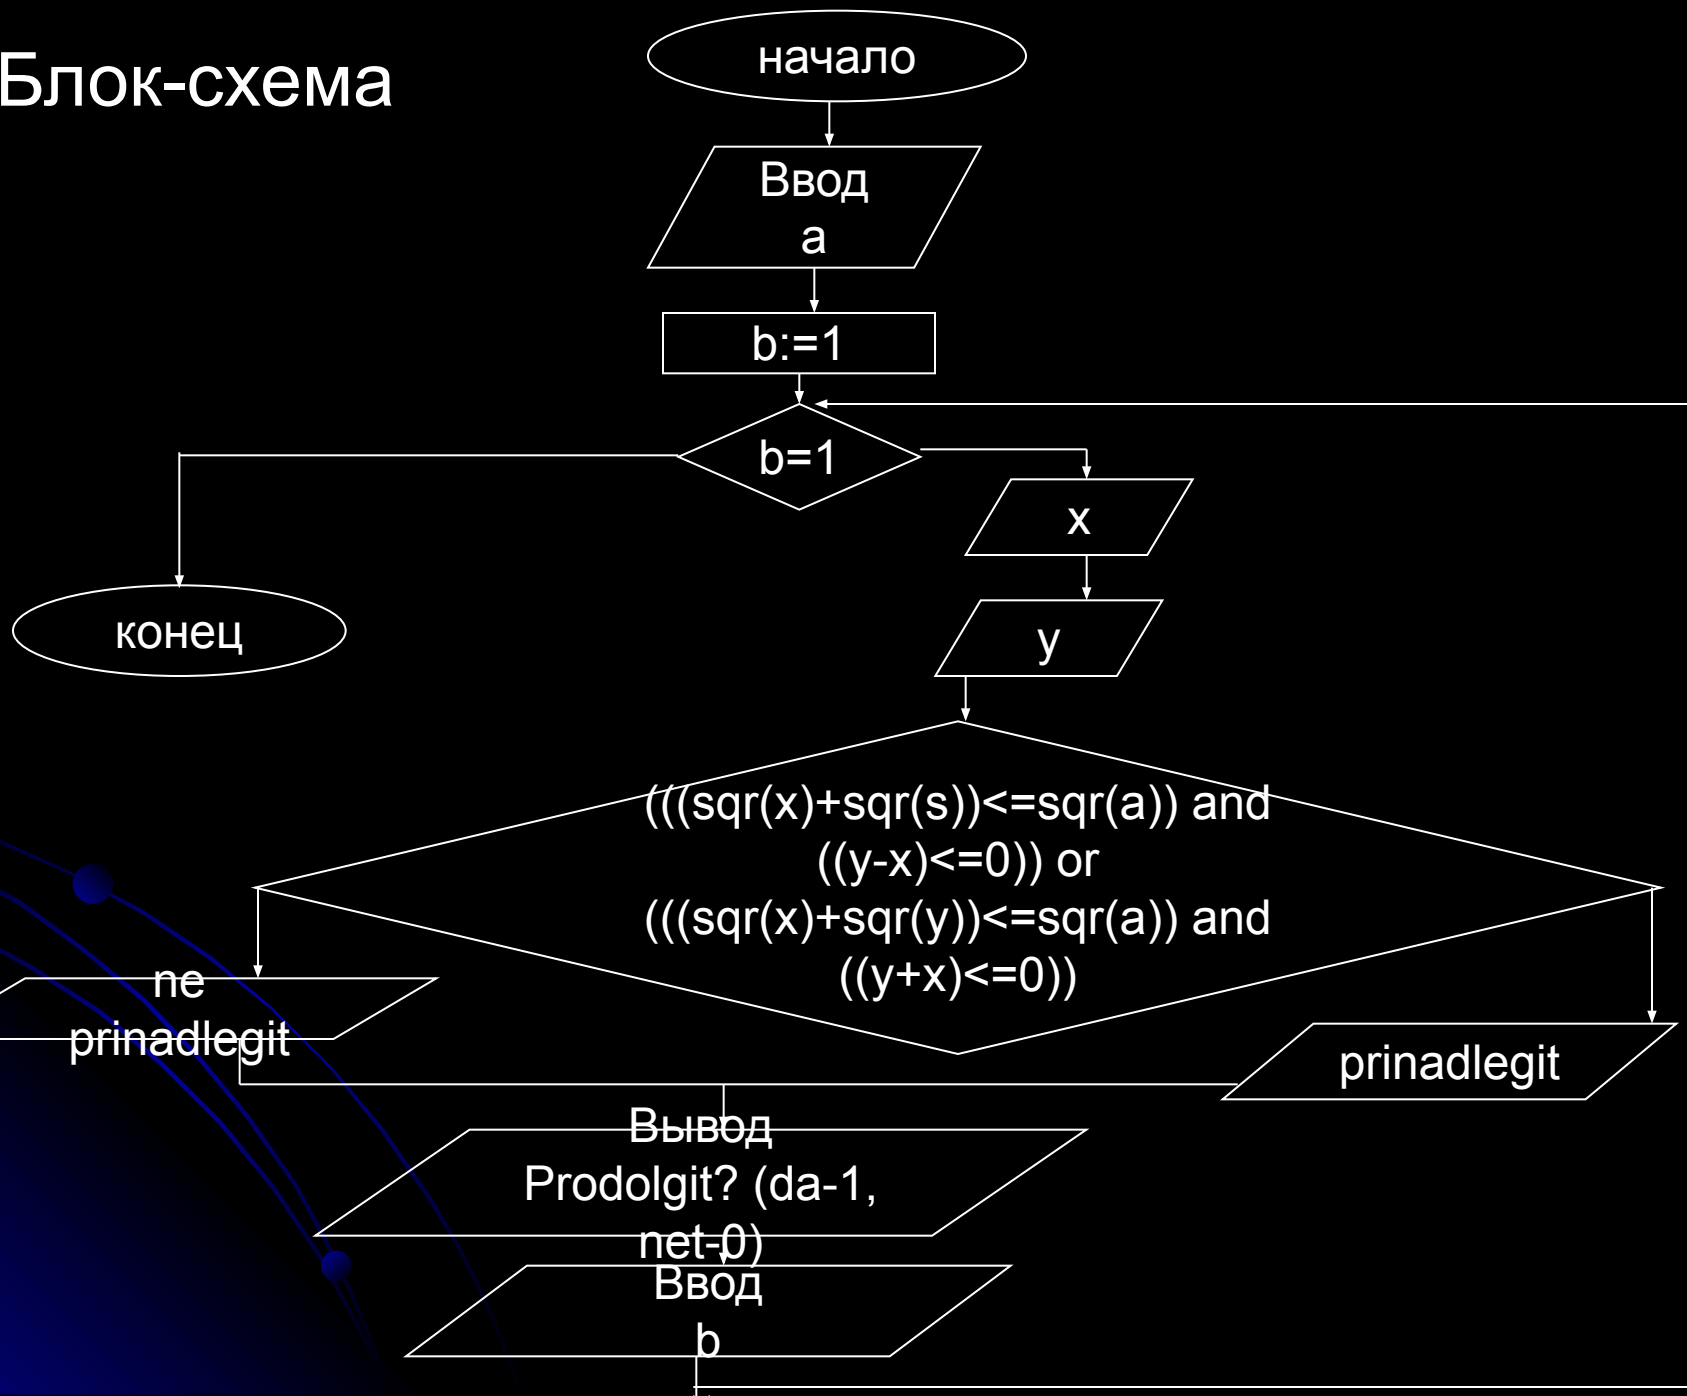 Блок-схема
начало
Ввод
a
b:=1
b=1
x
y
конец
(((sqr(x)+sqr(s))<=sqr(a)) and
((y-x)<=0)) or
(((sqr(x)+sqr(y))<=sqr(a)) and
((y+x)<=0))
ne
prinadlegit
prinadlegit
Вывод
Prodolgit? (da-1,
net-0)
Ввод
b